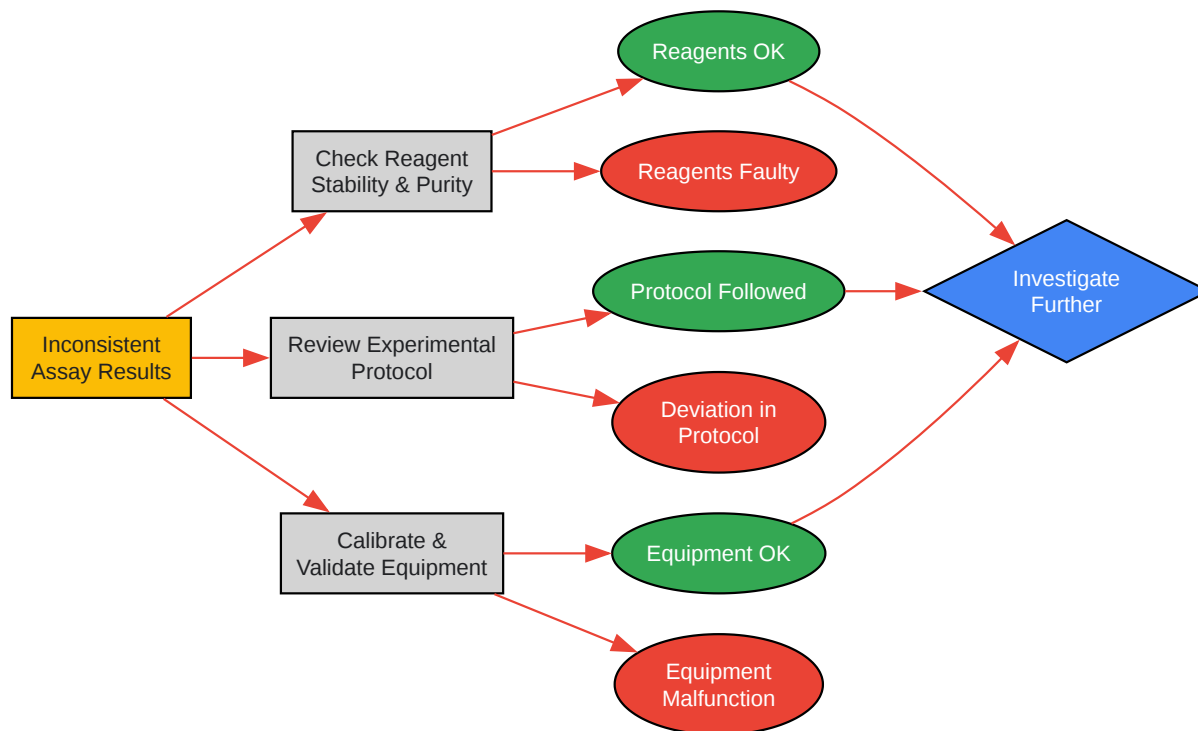 Reagents OK
Check Reagent
Stability & Purity
Reagents Faulty
Protocol Followed
Investigate
Further
Inconsistent
Assay Results
Review Experimental
Protocol
Deviation in
Protocol
Calibrate &
Validate Equipment
Equipment OK
Equipment
Malfunction